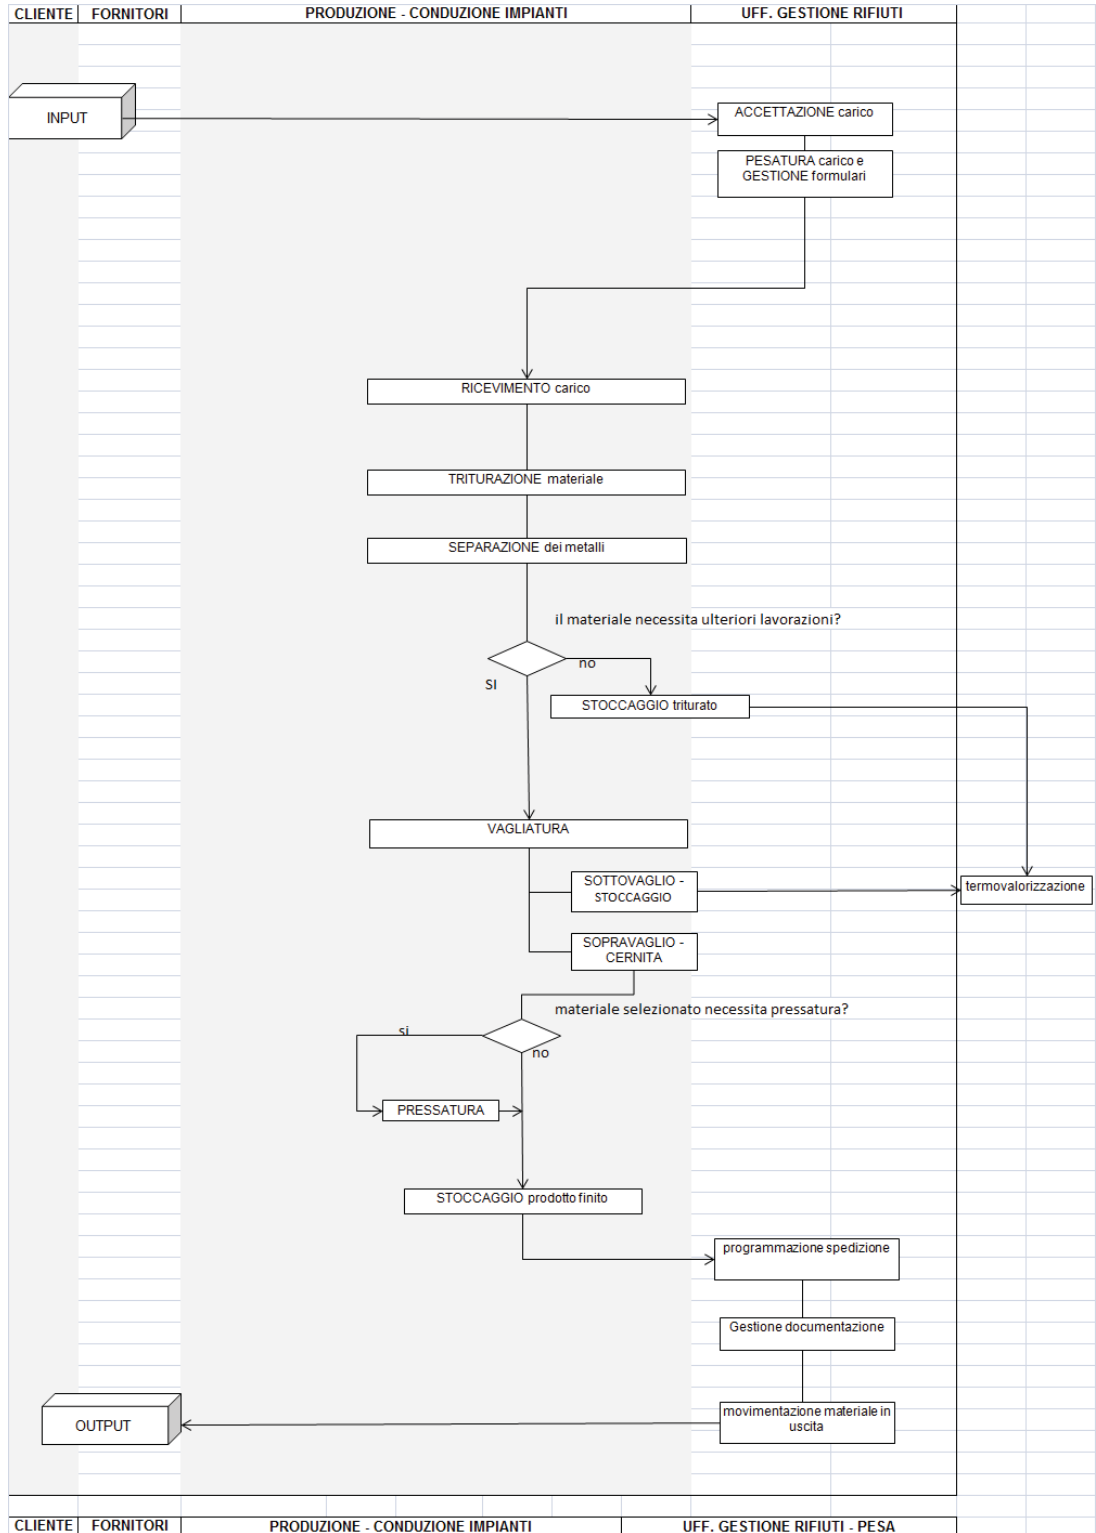 CLIENTE FORNITORI PRODUZIONE - CONDUZIONE IMPIANTI UFF. GESTIONE RIFIUTI
INPUT
ACCETTAZIONE carico
PESATURA carico e
GESTIONE formulari
RICEVIMENTO carico
TRITURAZIONE materiale
SEPARAZIONE dei metalli
il materiale necessita ulteriori lavorazioni?
no
SI
STOCCAGGIO triturato
VAGLIATURA
SOTTOVAGLIO -
STOCCAGGIO
termovalorizzazione
SOPRAVAGLIO -
CERNITA
materiale selezionato necessita pressatura?
si
no
PRESSATURA
STOCCAGGIO prodotto finito
programmazione spedizione
Gestione documentazione
movimentazione materiale in
uscita
OUTPUT
CLIENTE FORNITORI PRODUZIONE - CONDUZIONE IMPIANTI UFF. GESTIONE RIFIUTI - PESA